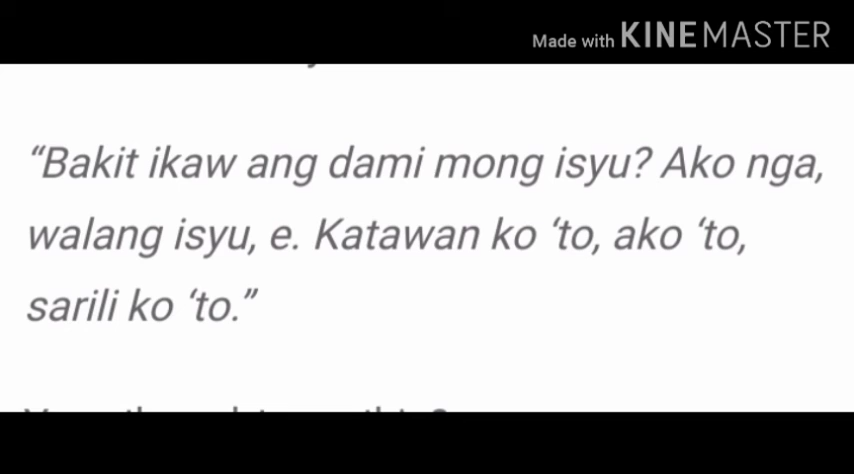 Made with KINEMASTER
“Bakit ikaw ang dami mong isyu? Ako nga,
walang isyu, e. Katawan ko ‘to, ako ‘to,
sarili ko ‘to.”